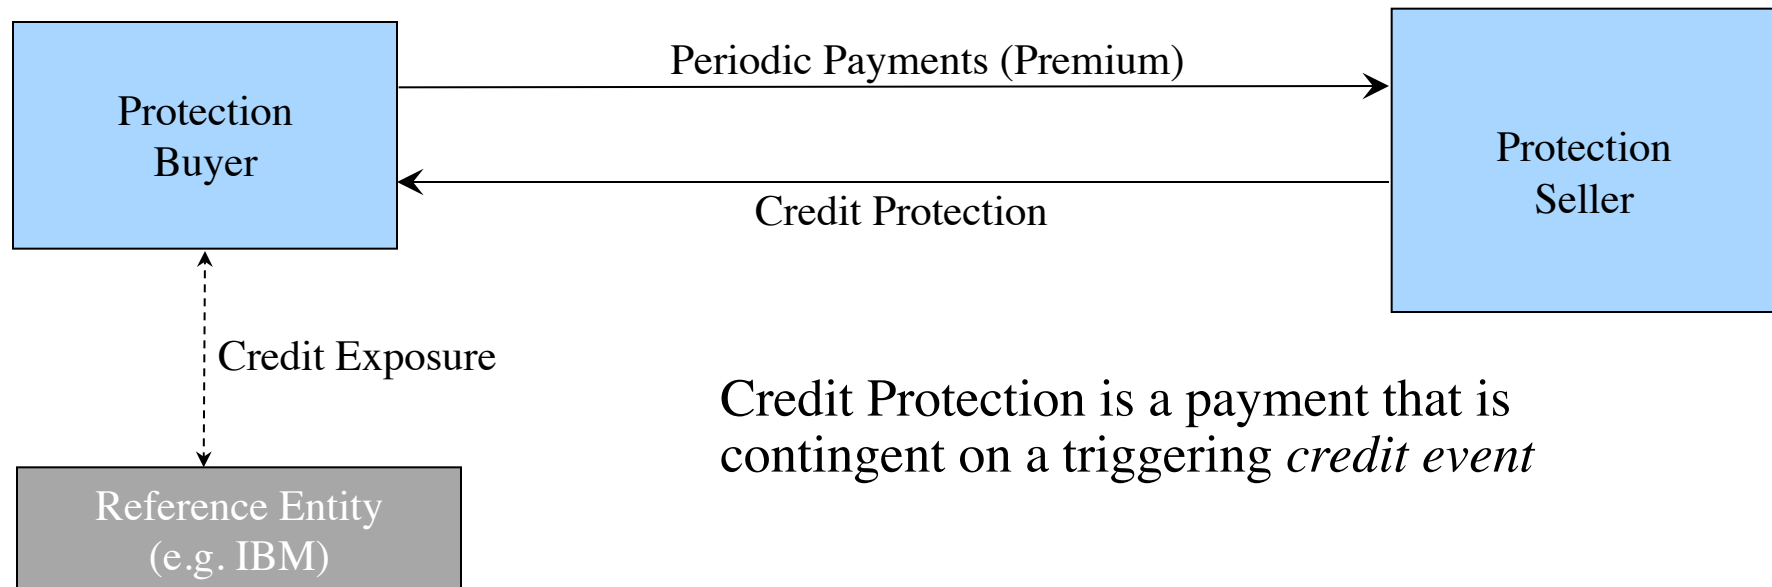 Periodic Payments (Premium)
Protection
Buyer
Protection
Seller
Credit Protection
Credit Exposure
Credit Protection is a payment that is
contingent on a triggering credit event
Reference Entity
(e.g. IBM)